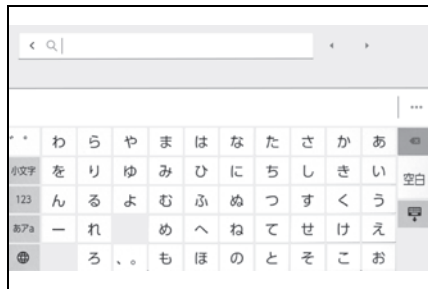 ゛゜ わ ら や ま は な た さ か あ
小文字 を り ゆ み ひ に ち し き い 空白
123 ん る よ む ふ ぬ つ す く う
あアa ー れ め へ ね て せ け え
ろ 、。 も ほ の と そ こ お